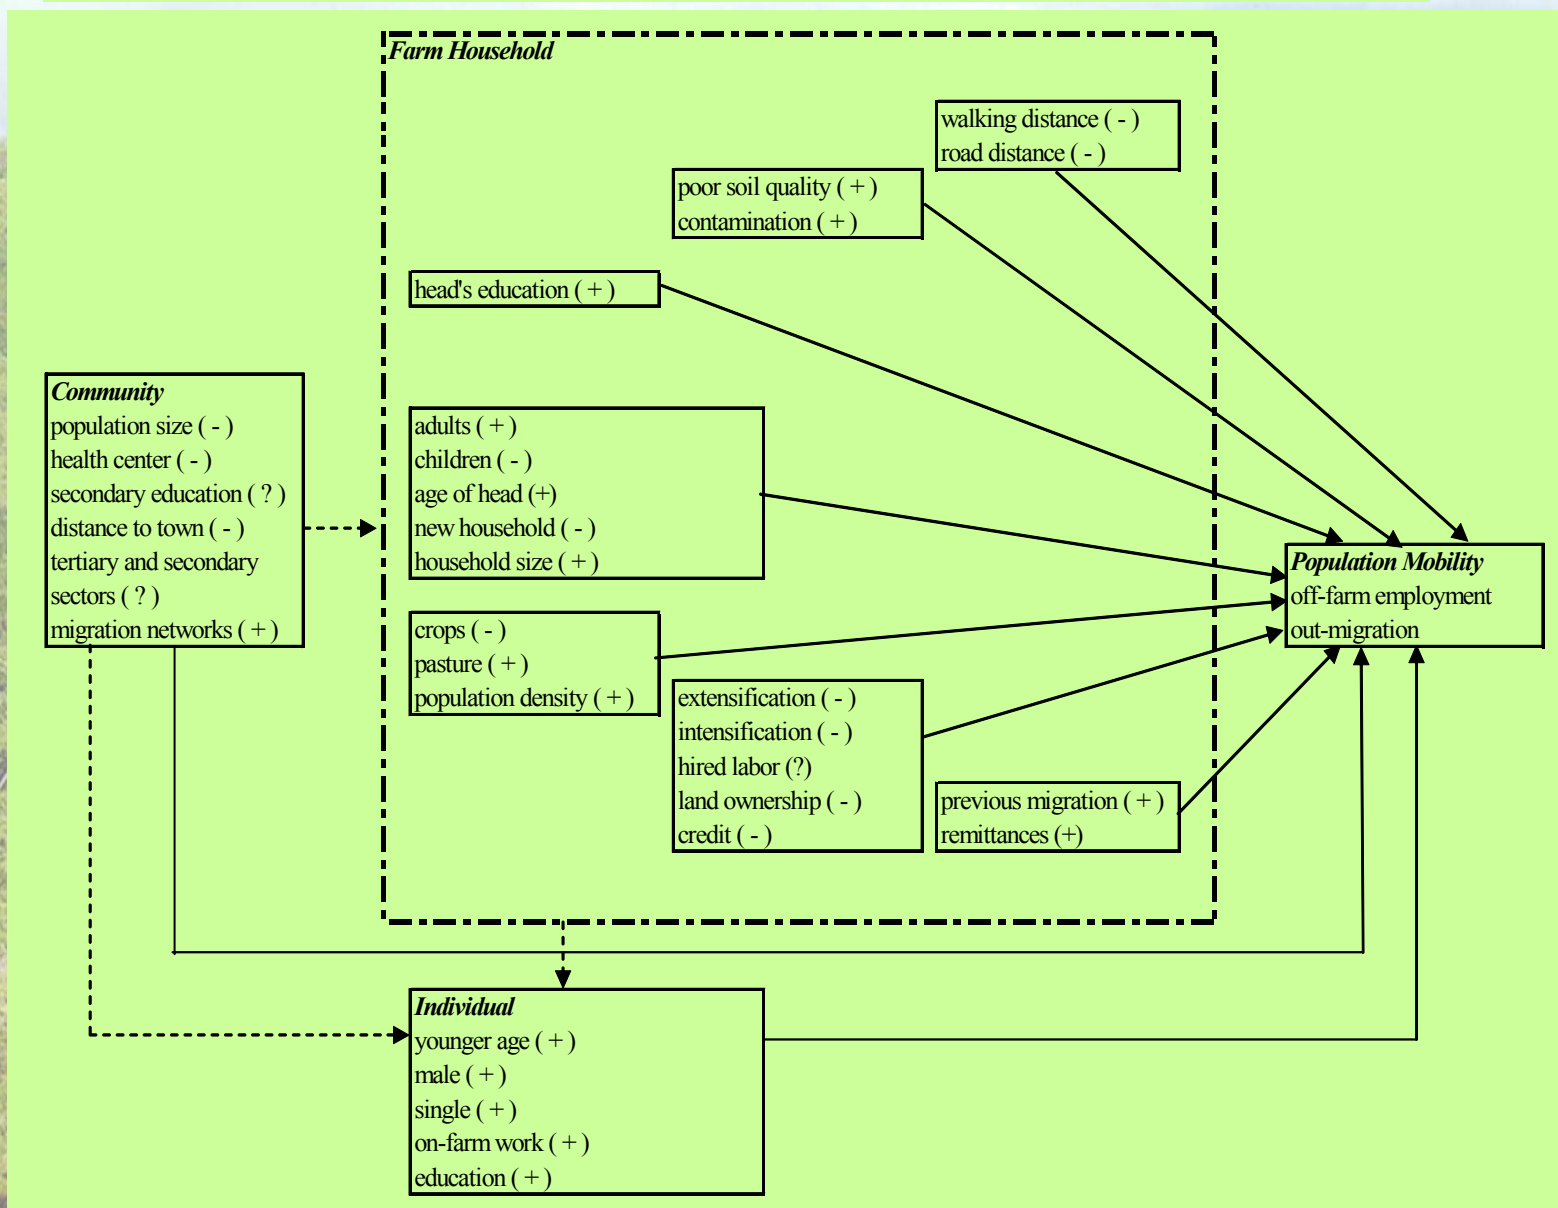 Farm Household
walking distance ( - )
road distance ( - )
poor soil quality ( + )
contamination ( + )
head's education ( + )
Community
population size ( - )
health center ( - )
secondary education ( ? )
distance to town ( - )
tertiary and secondary
sectors ( ? )
migration networks ( + )
adults ( + )
children ( - )
age of head (+)
new household ( - )
household size ( + )
Population Mobility
off-farm employment
out-migration
crops ( - )
pasture ( + )
population density ( + )
extensification ( - )
intensification ( - )
hired labor (?)
land ownership ( - )
credit ( - )
previous migration ( + )
remittances (+)
Individual
younger age ( + )
male ( + )
single ( + )
on-farm work ( + )
education ( + )